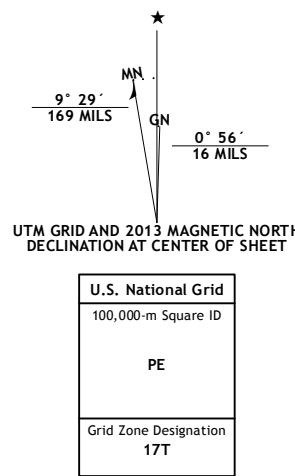 ★
MN
GN
9° 29´
169 MILS
0° 56´
16 MILS
UTM GRID AND 2013 MAGNETIC NORTH
DECLINATION AT CENTER OF SHEET
U.S. National Grid
100,000-m Square ID
PE
Grid Zone Designation
17T